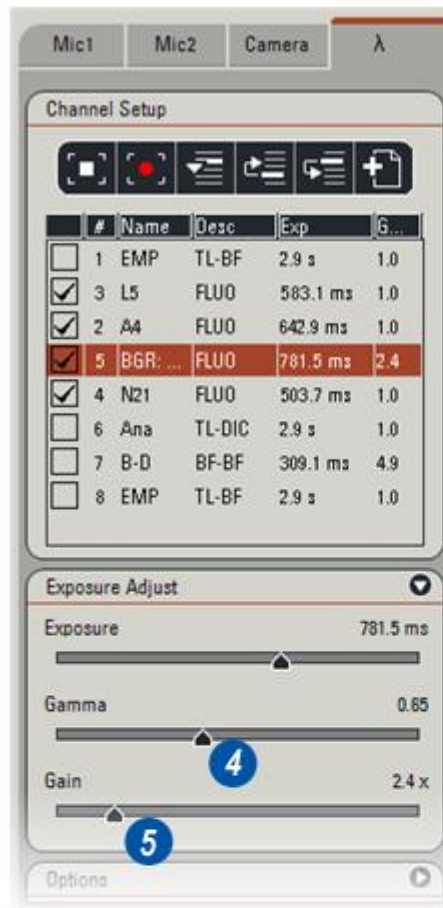 Mic1 Mic2 Camera λ
Channel Setup
# Name Desc Exp G...
1 EMP TL-BF 2.9 s 1.0
3 L5 FLUO 583.1 ms 1.0
2 A4 FLUO 642.9 ms 1.0
5 BGR: ... FLUO 781.5 ms 2.4
4 N21 FLUO 503.7 ms 1.0
6 Ana TL-DIC 2.9 s 1.0
7 B-D BF-BF 309.1 ms 4.9
8 EMP TL-BF 2.9 s 1.0
Exposure Adjust
Exposure 781.5 ms
Gamma 0.65
4
Gain 2.4 x
5
Options